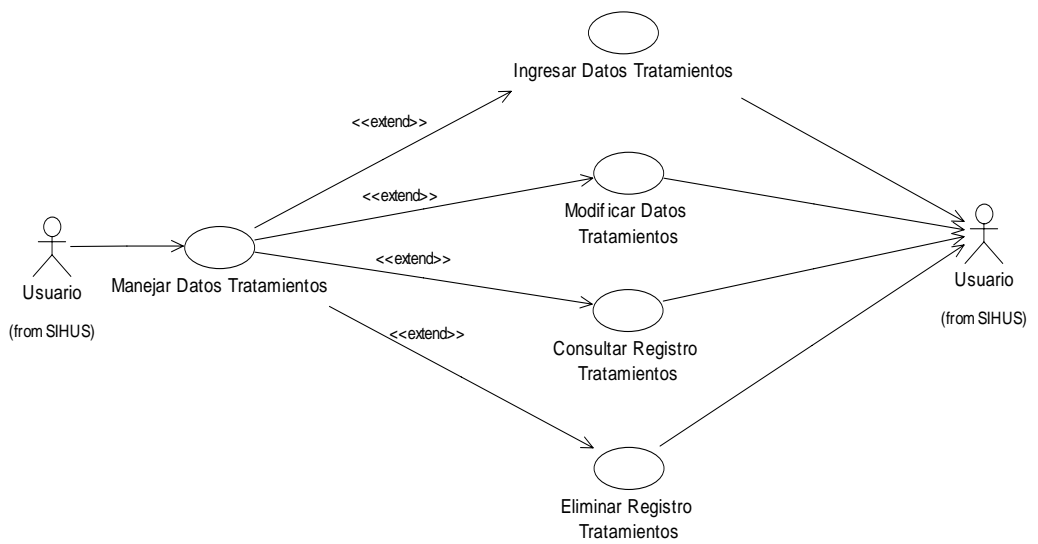 Ingresar Datos Tratamientos
<<extend>>
<<extend>>
Modificar Datos
Tratamientos
<<extend>>
Usuario
(from SIHUS)
Manejar Datos Tratamientos
Usuario
(from SIHUS)
<<extend>>
Consultar Registro
Tratamientos
Eliminar Registro
Tratamientos